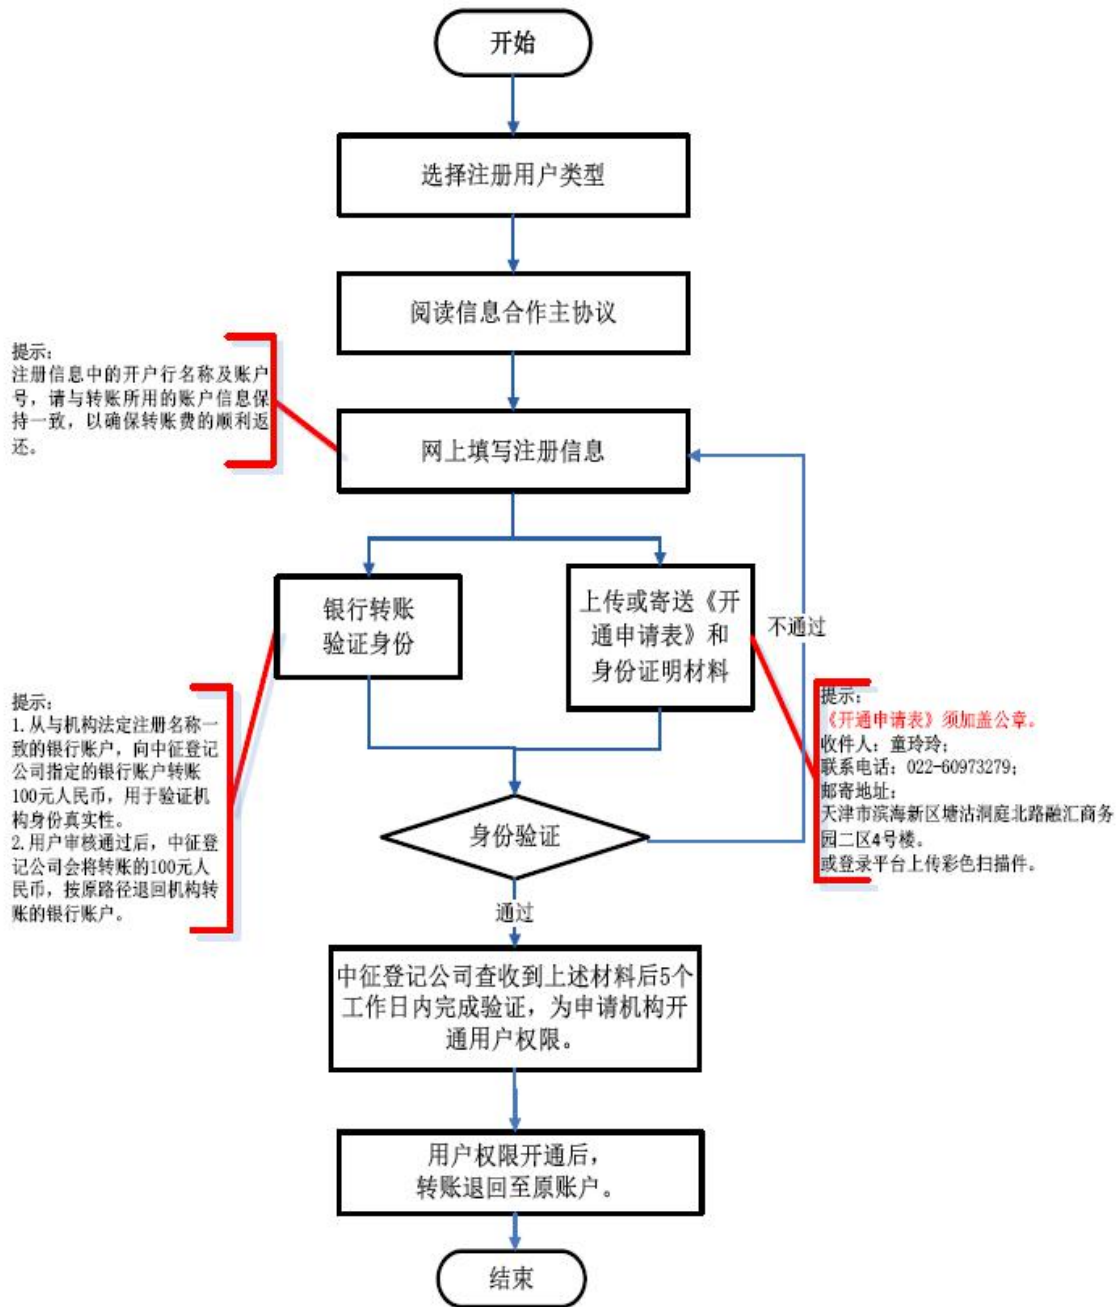 开始
选择注册用户类型
阅读信息合作主协议
提示：
注册信息中的开户行名称及账户
号，请与转账所用的账户信息保
持一致，以确保转账费的顺利返
还。
网上填写注册信息
银行转账
验证身份
上传或寄送《开
通申请表》和
身份证明材料
不通过
提示：
1.从与机构法定注册名称一
致的银行账户，向中征登记
公司指定的银行账户转账
100元人民币，用于验证机
构身份真实性。
2.用户审核通过后，中征登
记公司会将转账的100元人
民币，按原路径退回机构转
账的银行账户。
提示：
《开通申请表》须加盖公章。
收件人：童玲玲；
联系电话：022-60973279；
邮寄地址：
天津市滨海新区塘沽洞庭北路融汇商务
园二区4号楼。
或登录平台上传彩色扫描件。
身份验证
通过
中征登记公司查收到上述材料后5个
工作日内完成验证，为申请机构开
通用户权限。
用户权限开通后，
转账退回至原账户。
结束